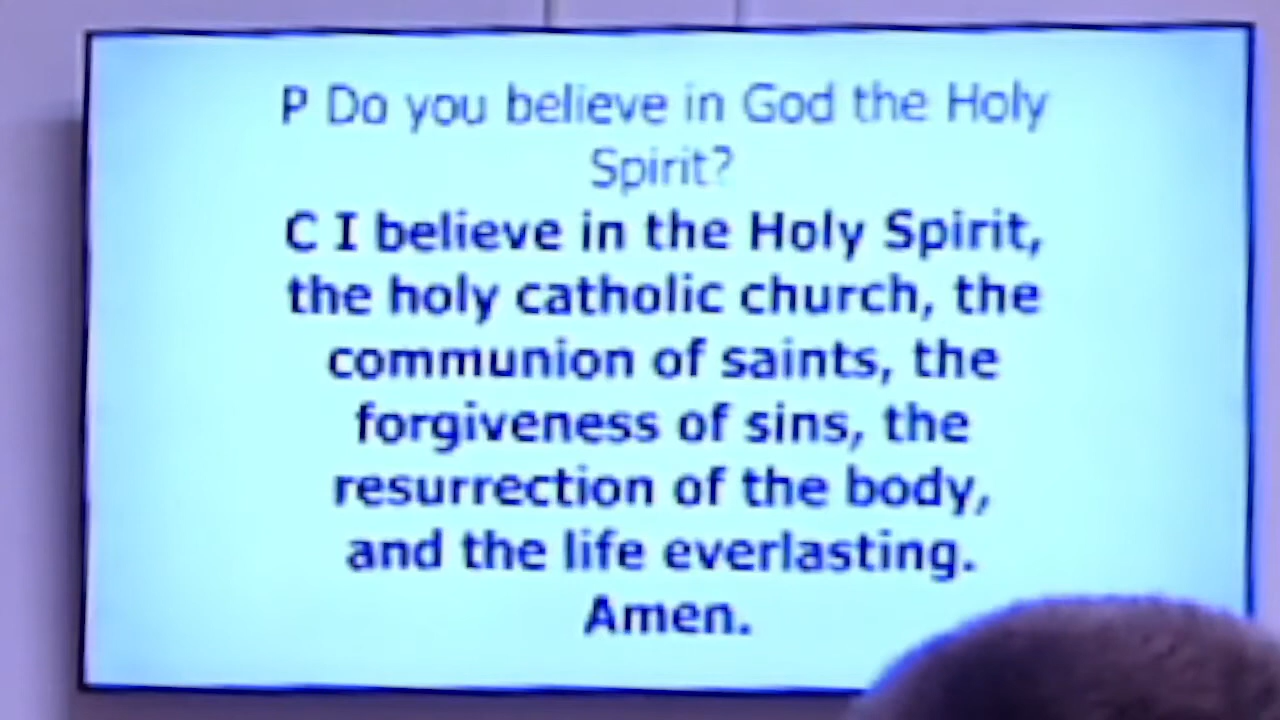 P Do you believe in God the Holy
Spirit?
C I believe in the Holy Spirit,
the holy catholic church, the
communion of saints, the
forgiveness of sins, the
resurrection of the body,
and the life everlasting.
Amen.